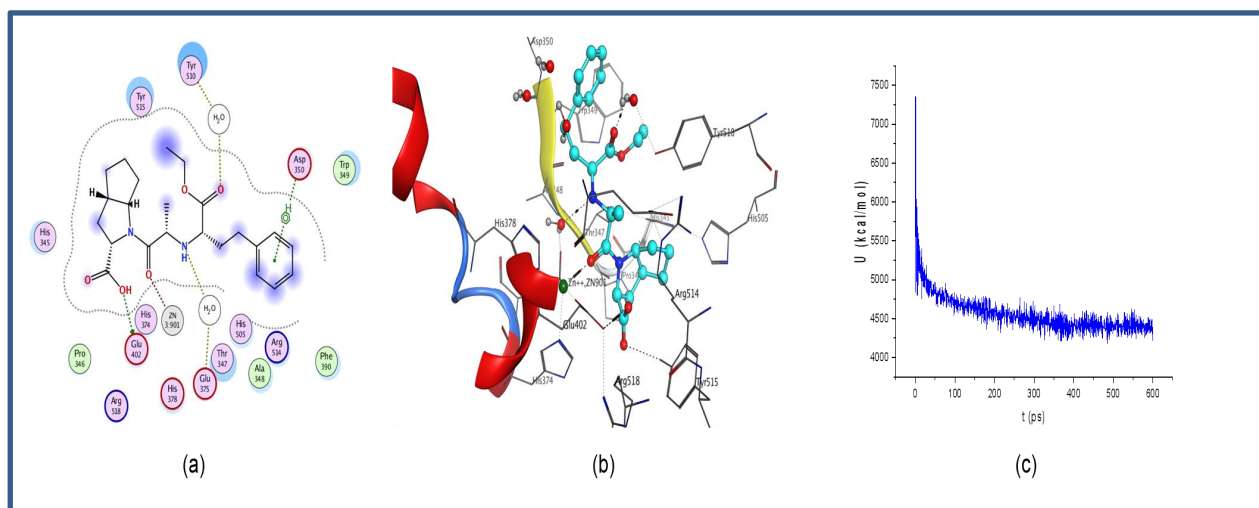 Tyr
510
Tyr
515
H₂O
Asp
350
Trp
349
O
O
H
H
N
N
H
O
O
OH
His
345
H
O
H₂O
His
374
ZN
3:901
Glu
402
His
505
Arg
514
Thr
347
Ala
348
Phe
390
Pro
346
His
378
Glu
375
Arg
518
(a)
Asp350
Trp349
Tyr510
His505
His378
Thr347
Zn++,ZN901
Arg514
Glu402
His374
Arg518
Tyr515
(b)
U (kcal/mol)
7500
7000
6500
6000
5500
5000
4500
4000
0
100
200
300
400
500
600
t (ps)
(c)